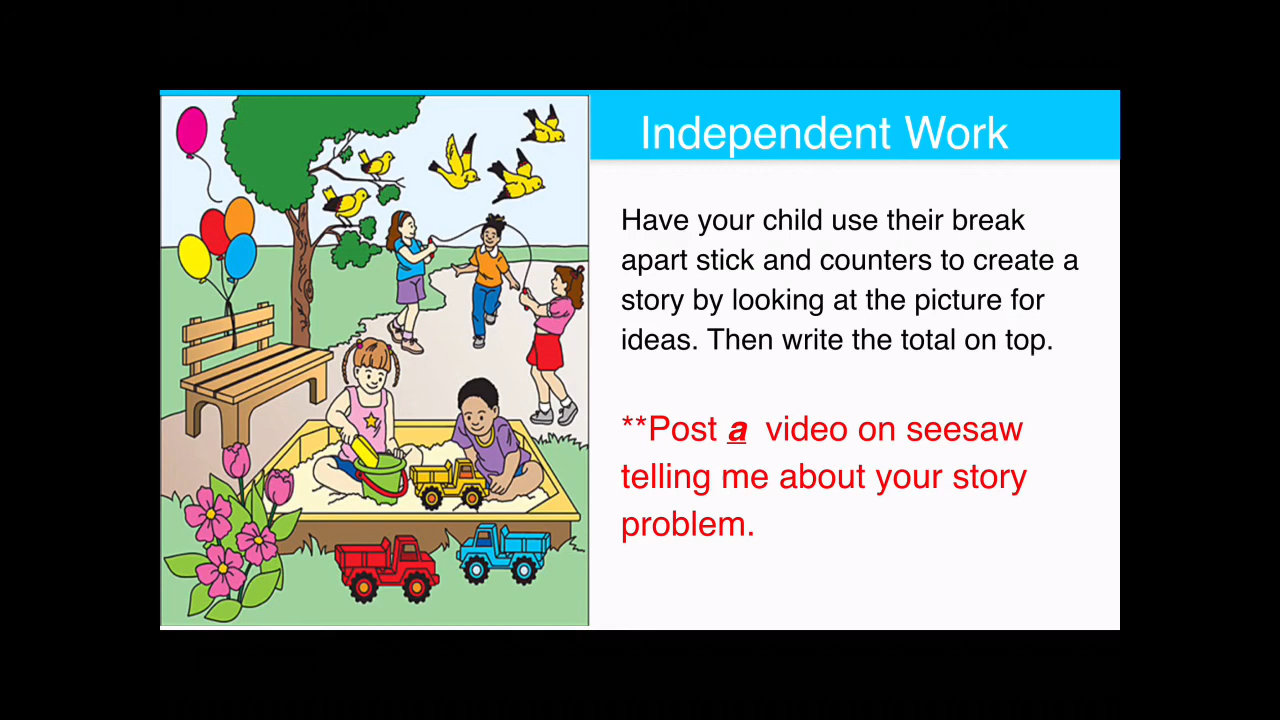 Independent Work
Have your child use their break
apart stick and counters to create a
story by looking at the picture for
ideas. Then write the total on top.
**Post a video on seesaw
telling me about your story
problem.